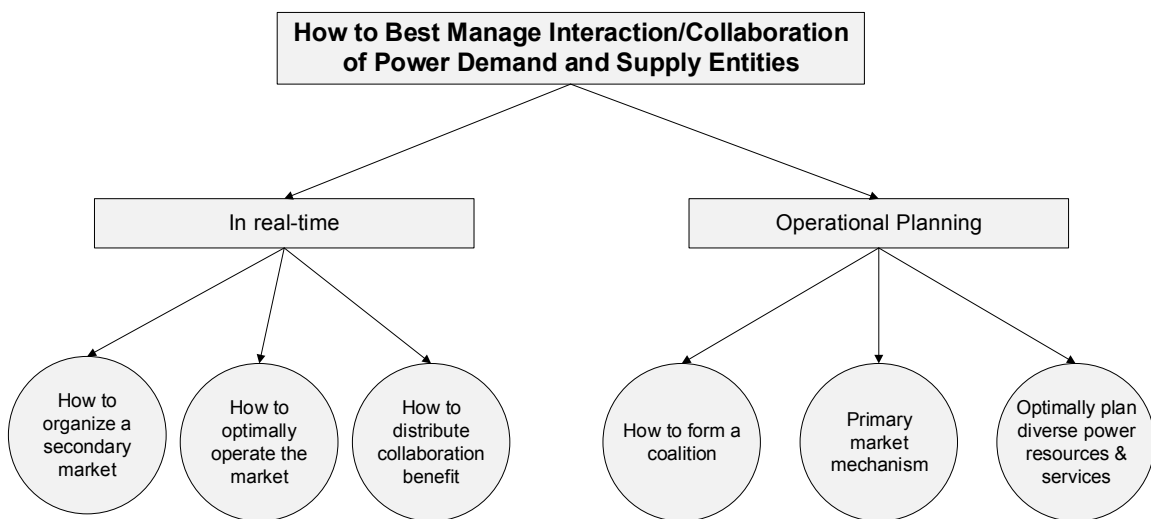 How to Best Manage Interaction/Collaboration
of Power Demand and Supply Entities
In real-time
Operational Planning
How to
organize a
secondary
market
How to
optimally
operate the
market
How to
distribute
collaboration
benefit
How to form a
coalition
Primary
market
mechanism
Optimally plan
diverse power
resources &
services